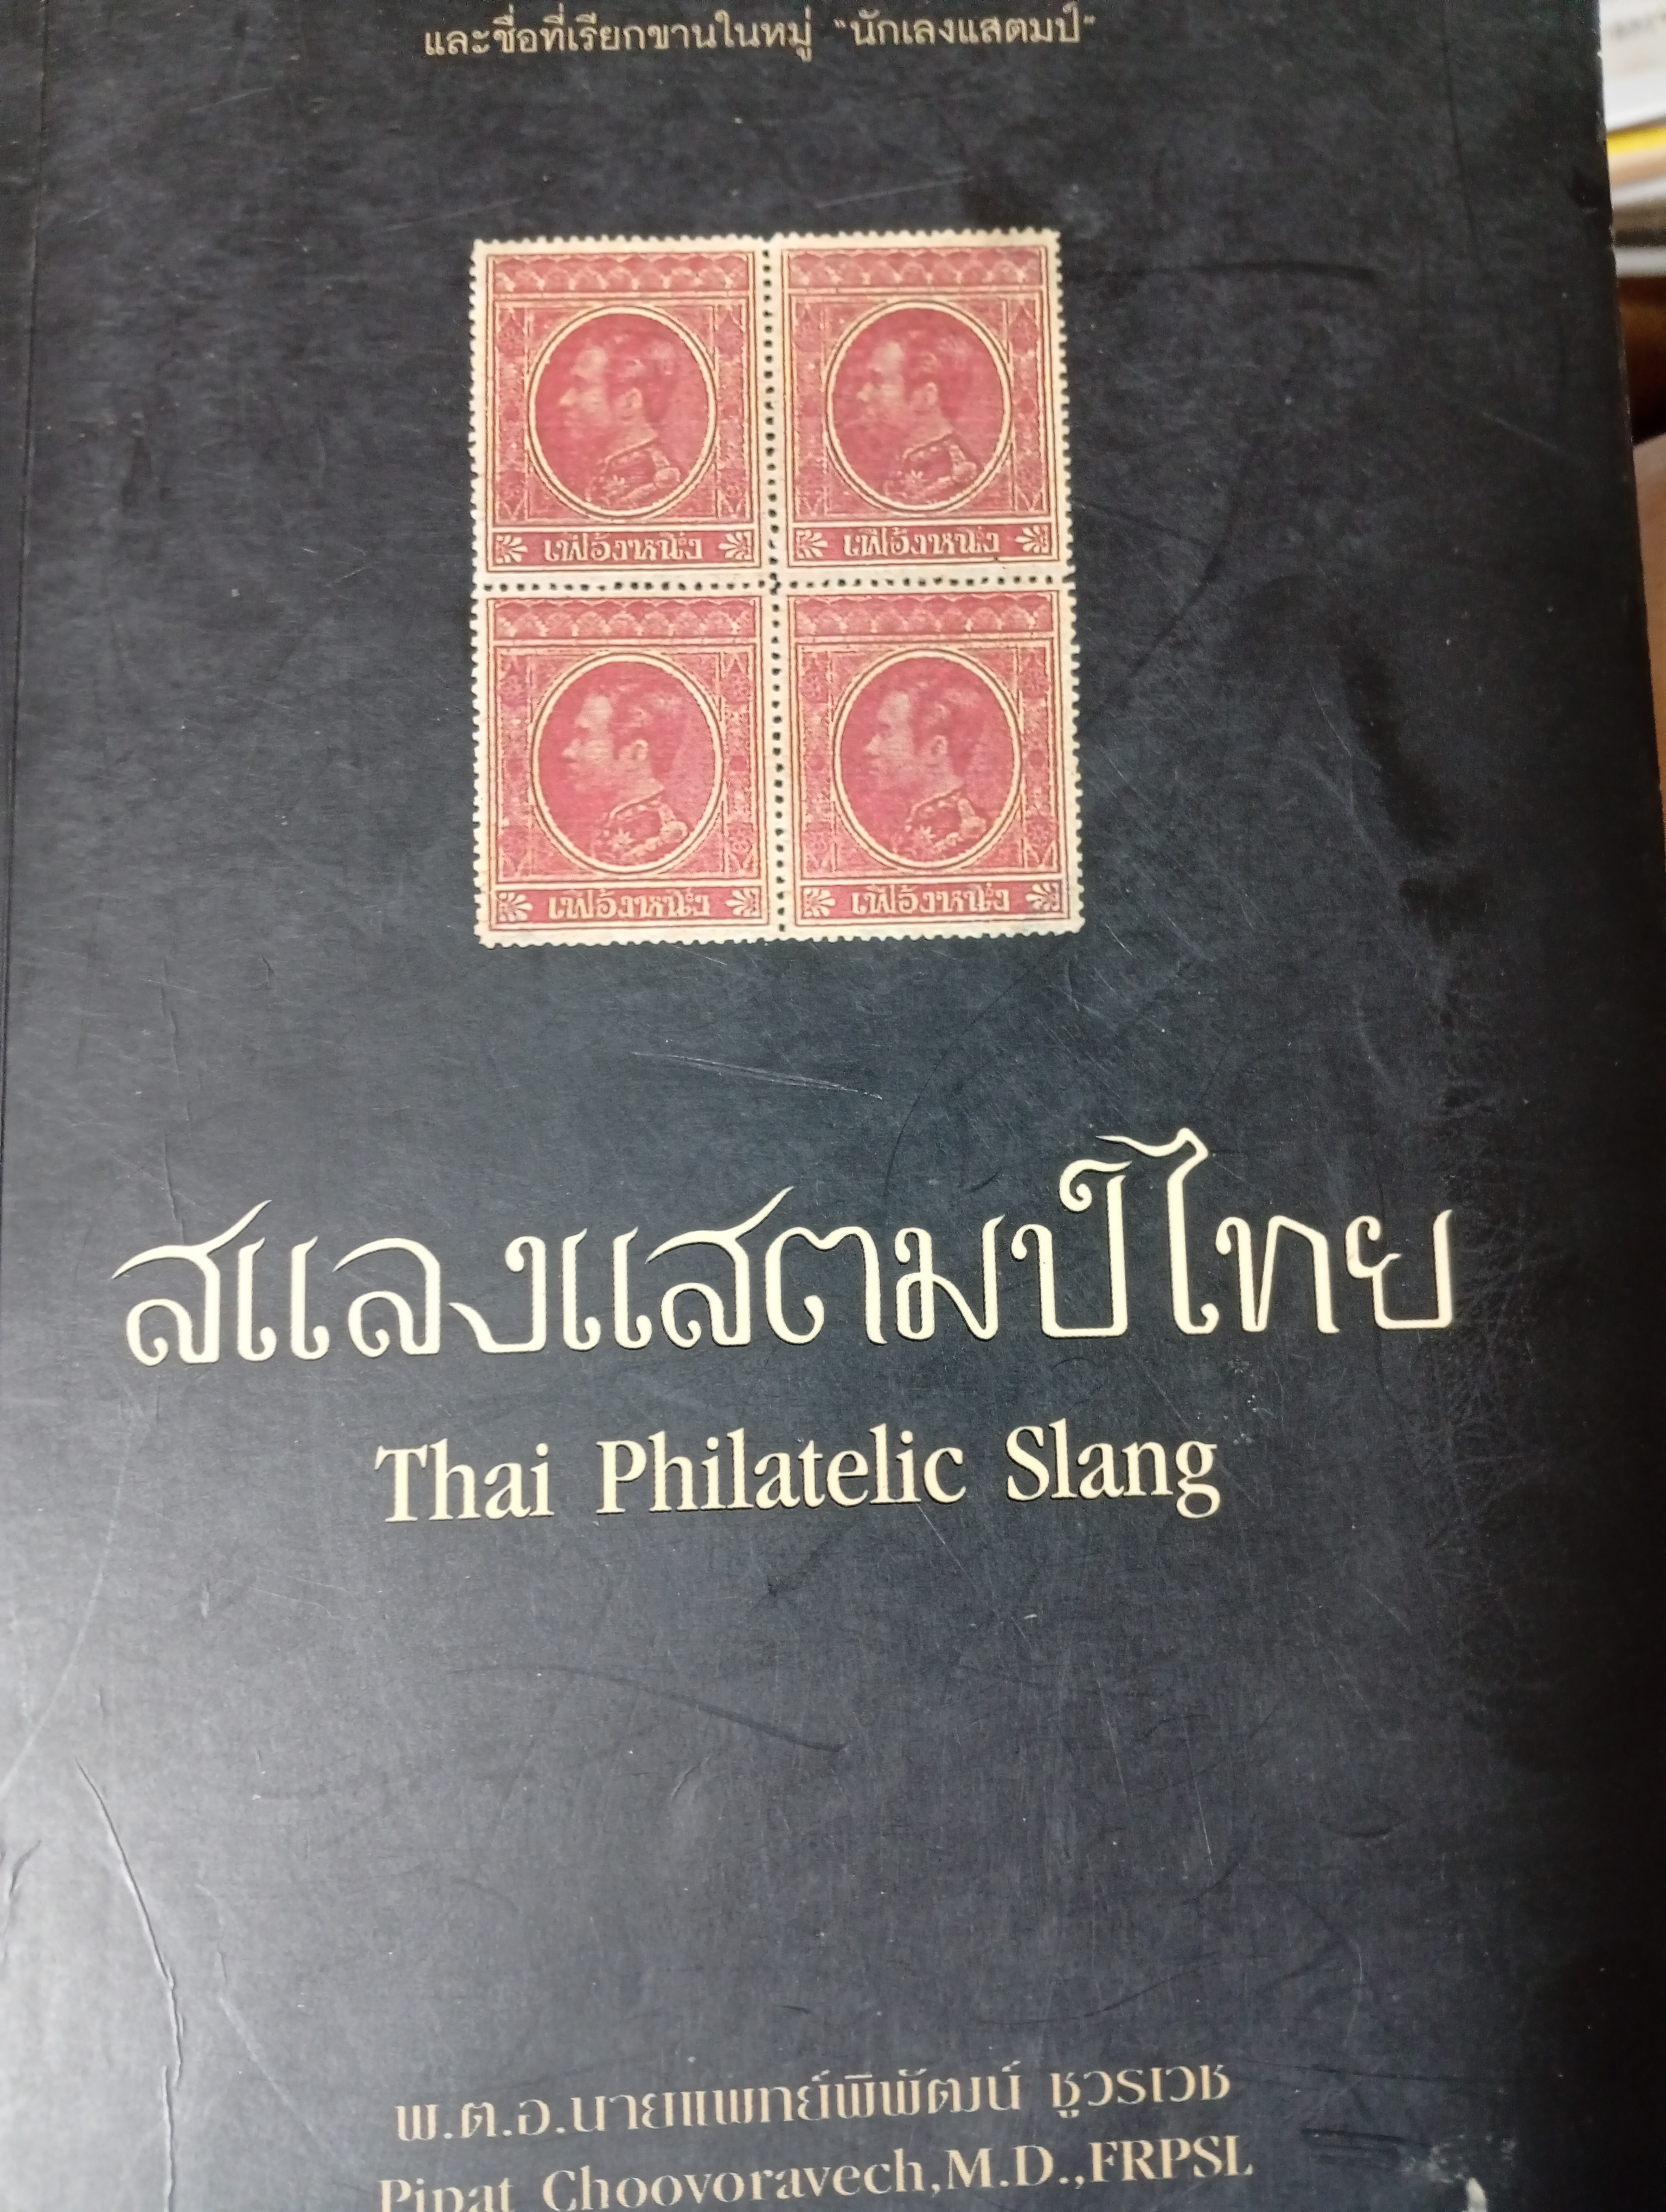 และชื่อที่เรียกขานในหมู่ "นักเลงแสตมป์"
เฟื้องหนึ่ง เฟื้องหนึ่ง
เฟื้องหนึ่ง เฟื้องหนึ่ง
สแลงแสตมป์ไทย
Thai Philatelic Slang
พ.ต.อ.นายแพทย์พิพัฒน์ ชูวรเวช
Pipat Choovoravech,M.D.,FRPSL